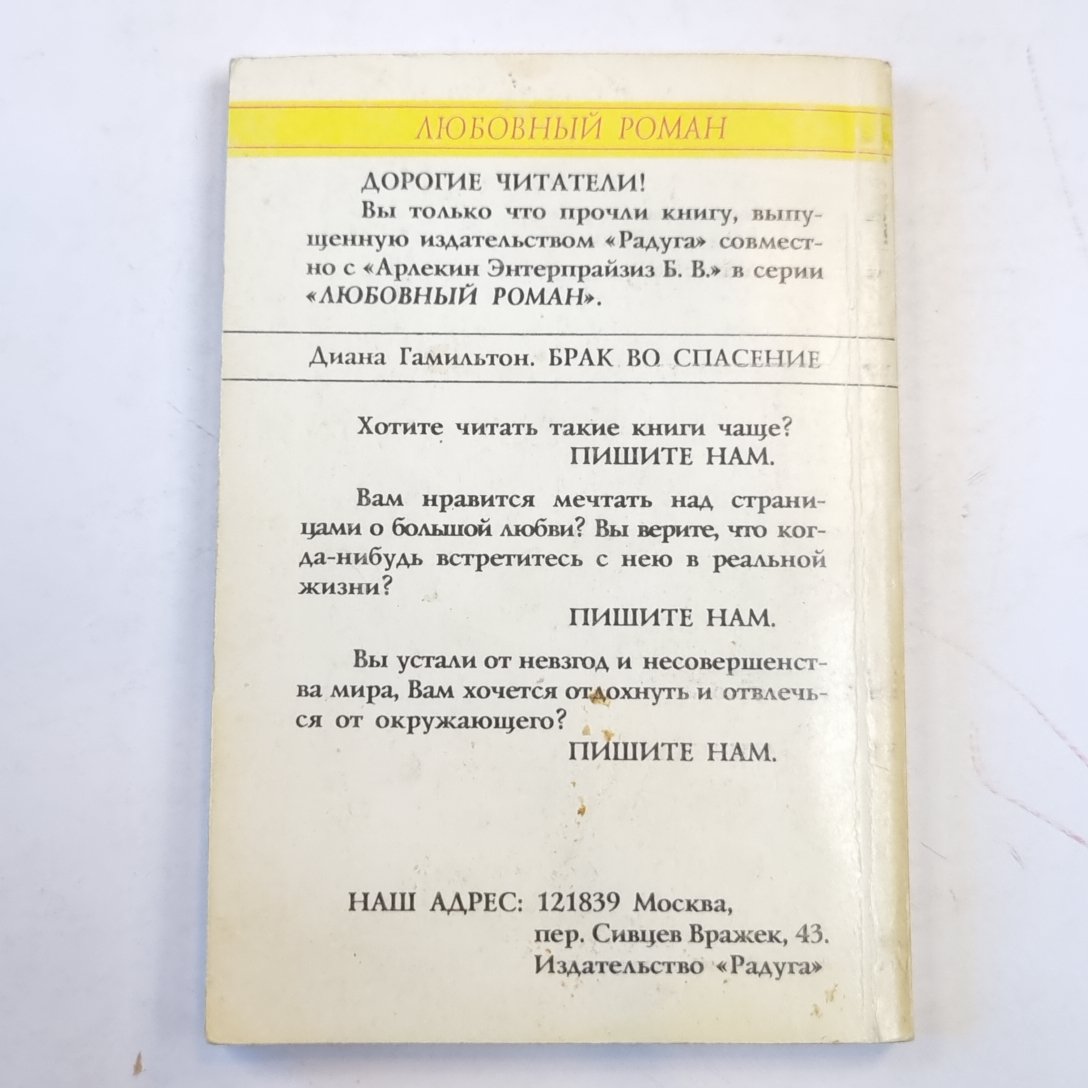 ЛЮБОВНЫЙ РОМАН
ДОРОГИЕ ЧИТАТЕЛИ!
Вы только что прочли книгу, выпу-
щенную издательством «Радуга» совмест-
но с «Арлекин Энтерпрайзиз Б. В.» в серии
«ЛЮБОВНЫЙ РОМАН».
Диана Гамильтон. БРАК ВО СПАСЕНИЕ
Хотите читать такие книги чаще?
ПИШИТЕ НАМ.
Вам нравится мечтать над страни-
цами о большой любви? Вы верите, что ког-
да-нибудь встретитесь с нею в реальной
жизни?
ПИШИТЕ НАМ.
Вы устали от невзгод и несовершенст-
ва мира, Вам хочется отдохнуть и отвлечь-
ся от окружающего?
ПИШИТЕ НАМ.
НАШ АДРЕС: 121839 Москва,
пер. Сивцев Вражек, 43.
Издательство «Радуга»